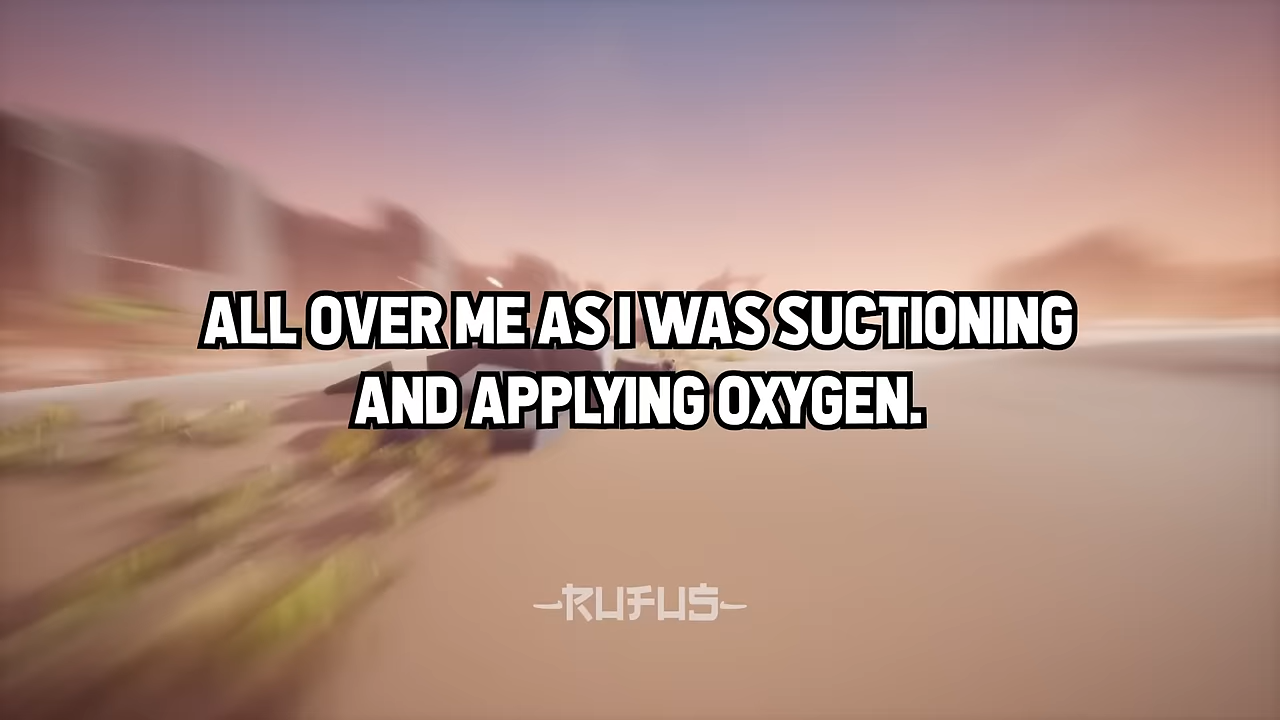 ALL OVER ME AS I WAS SUCTIONING
AND APPLYING OXYGEN.
-RUFUS-